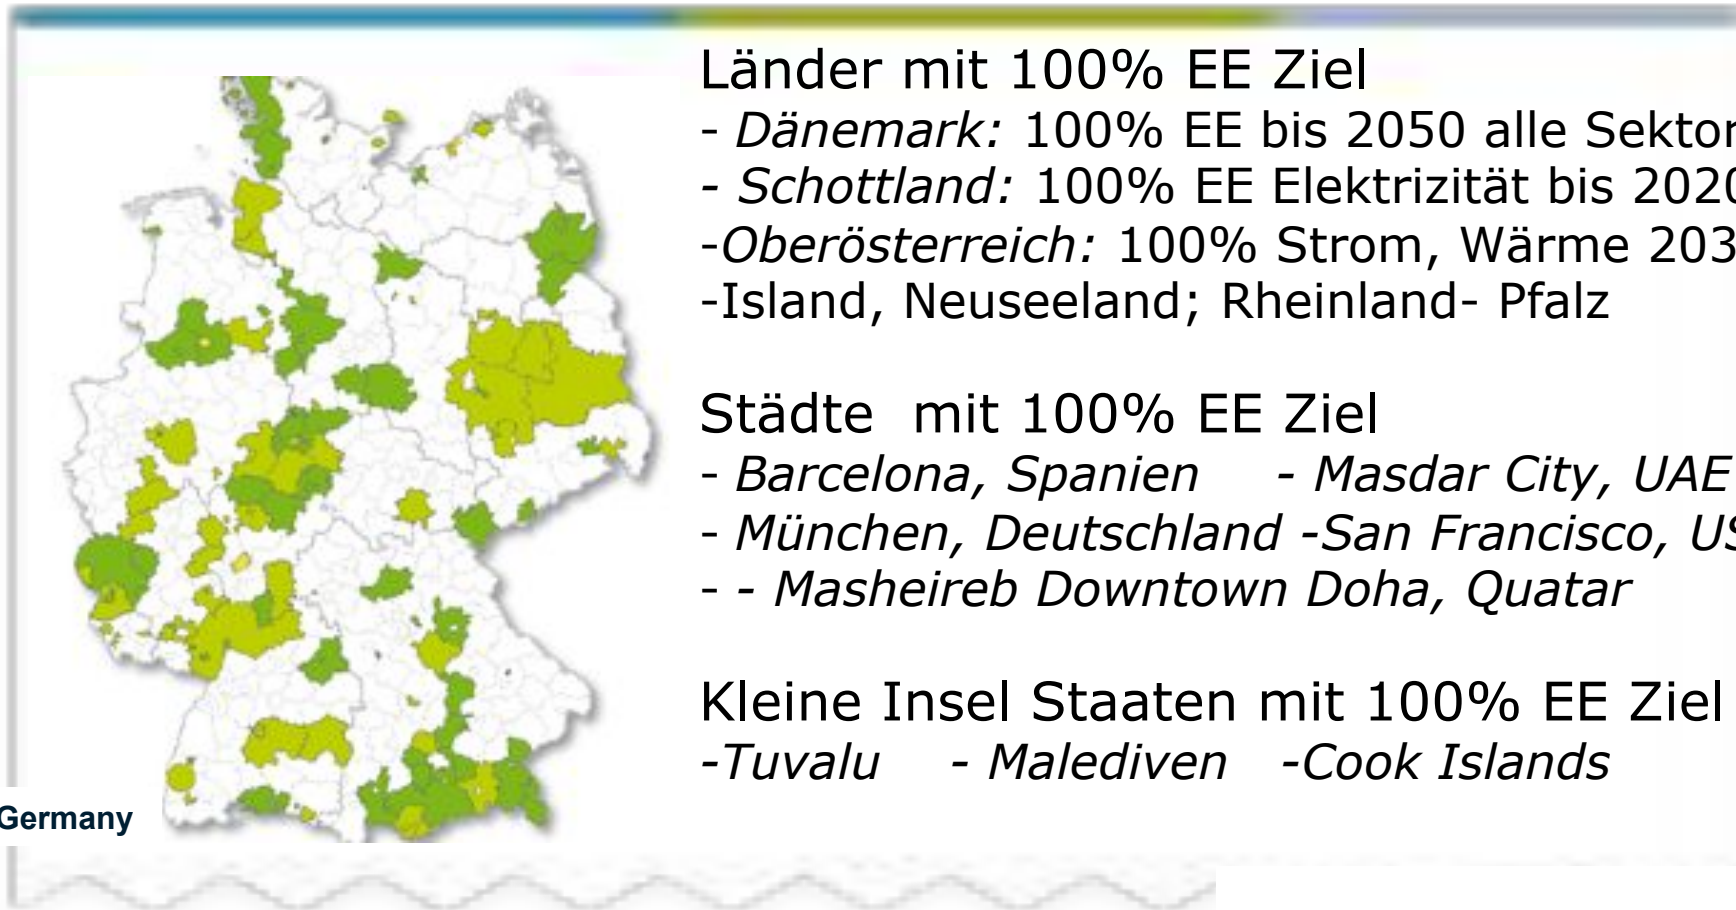 Länder mit 100% EE Ziel
- Dänemark: 100% EE bis 2050 alle Sektor
- Schottland: 100% EE Elektrizität bis 202
-Oberösterreich: 100% Strom, Wärme 203
-Island, Neuseeland; Rheinland- Pfalz
Städte mit 100% EE Ziel
- Barcelona, Spanien - Masdar City, UAE
- München, Deutschland -San Francisco, US
- - Masheireb Downtown Doha, Quatar
Kleine Insel Staaten mit 100% EE Ziel
-Tuvalu - Malediven -Cook Islands
Germany